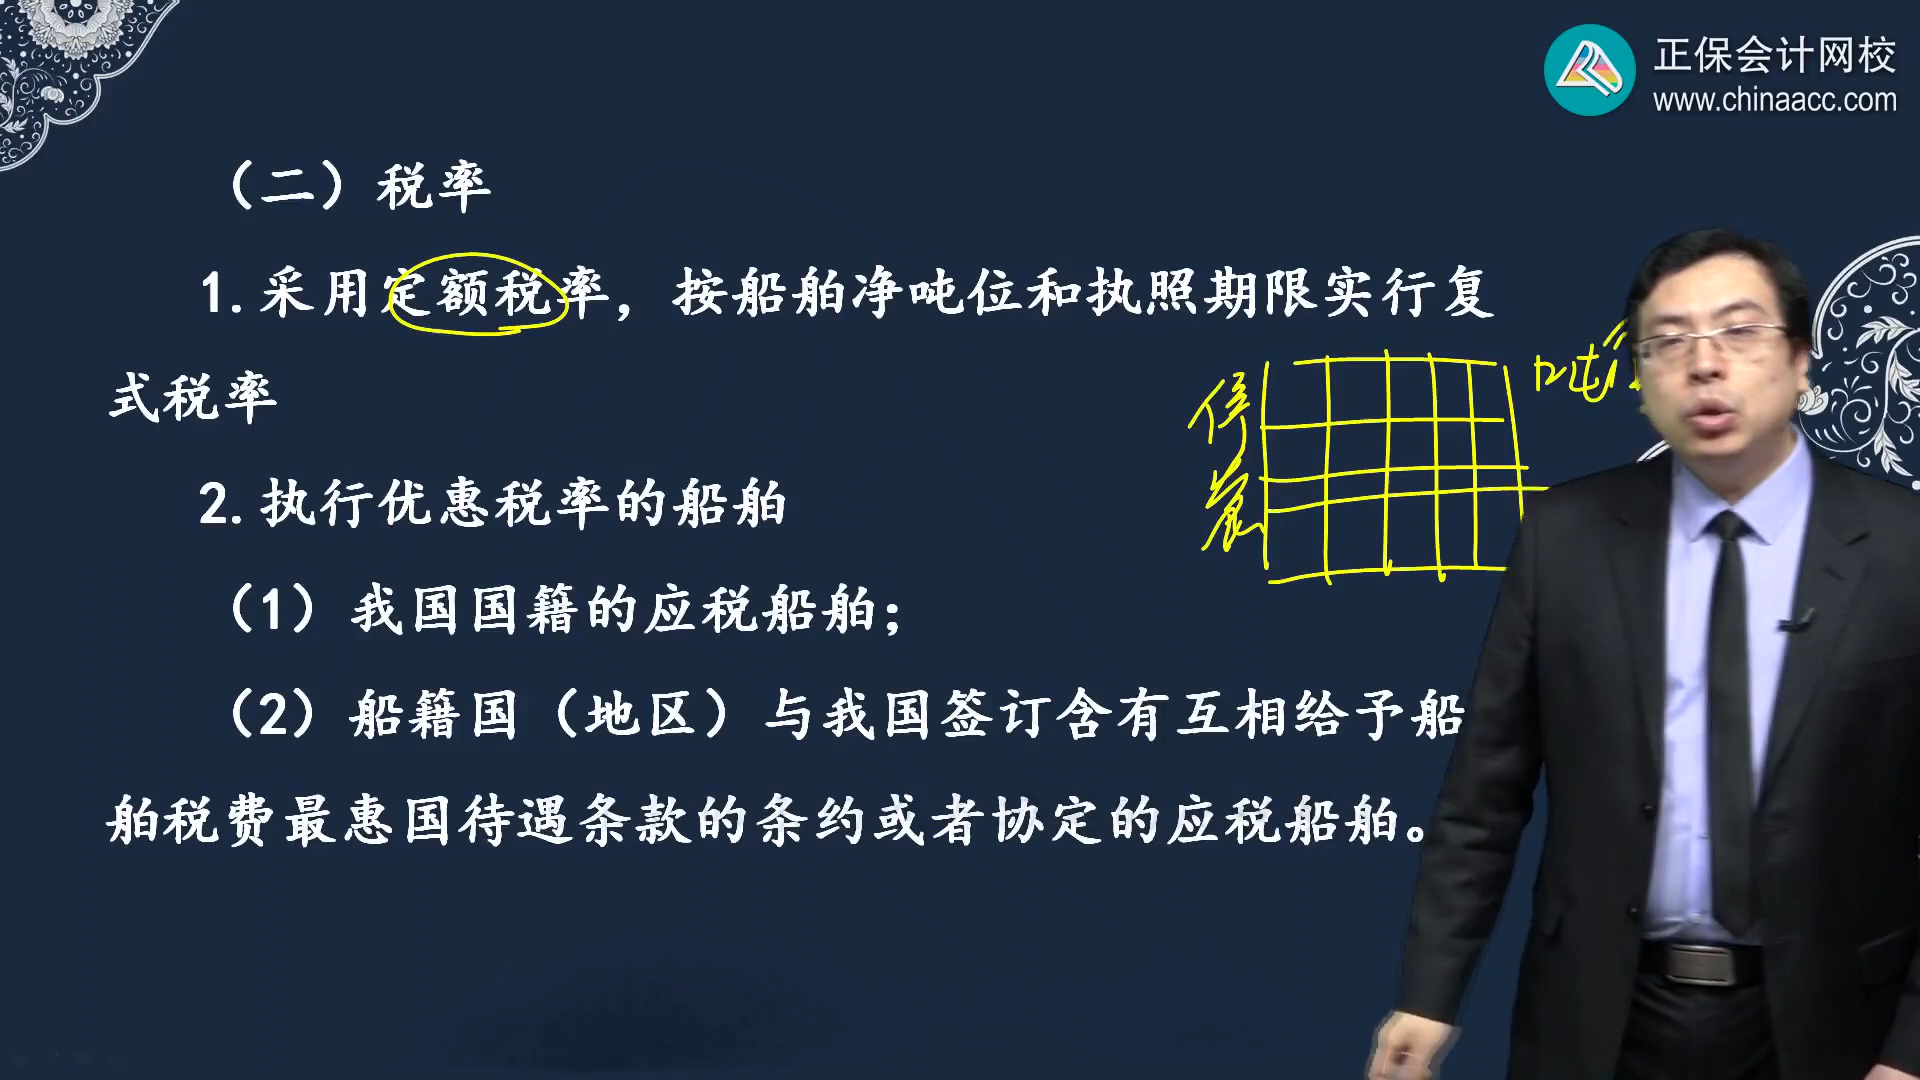 正保会计网校
www.chinaacc.com
（二）税率
1.采用定额税率，按船舶净吨位和执照期限实行复
式税率
2.执行优惠税率的船舶
（1）我国国籍的应税船舶；
（2）船籍国（地区）与我国签订含有互相给予船
舶税费最惠国待遇条款的条约或者协定的应税船舶。
停
吨